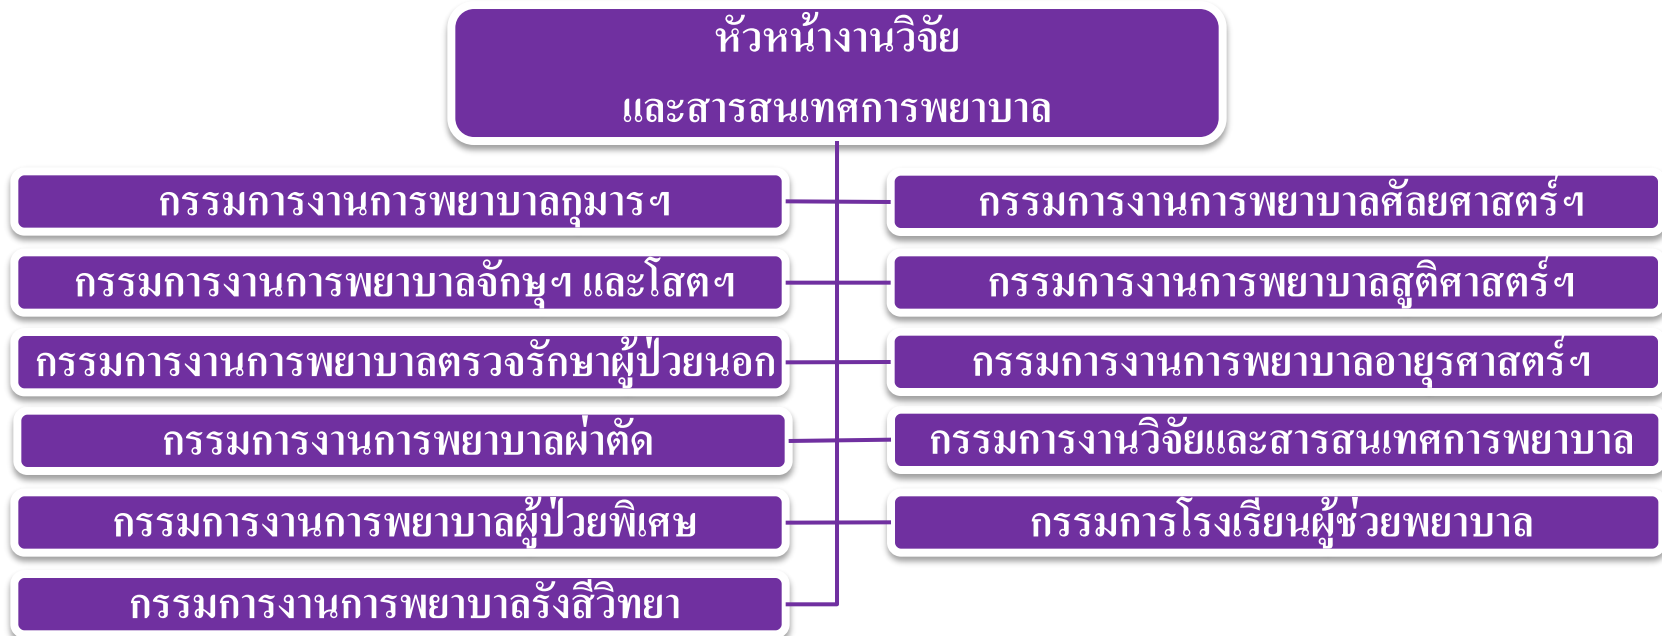 หัวหน้างานวิจัย
และสารสนเทศการพยาบาล
กรรมการงานการพยาบาลกุมารฯ
กรรมการงานการพยาบาลศัลยศาสตร์ฯ
กรรมการงานการพยาบาลจักษุฯ และโสตฯ
กรรมการงานการพยาบาลสูติศาสตร์ฯ
กรรมการงานการพยาบาลตรวจรักษาผู้ป่วยนอก
กรรมการงานการพยาบาลอายุรศาสตร์ฯ
กรรมการงานการพยาบาลผ่าตัด
กรรมการงานวิจัยและสารสนเทศการพยาบาล
กรรมการงานการพยาบาลผู้ป่วยพิเศษ
กรรมการโรงเรียนผู้ช่วยพยาบาล
กรรมการงานการพยาบาลรังสีวิทยา